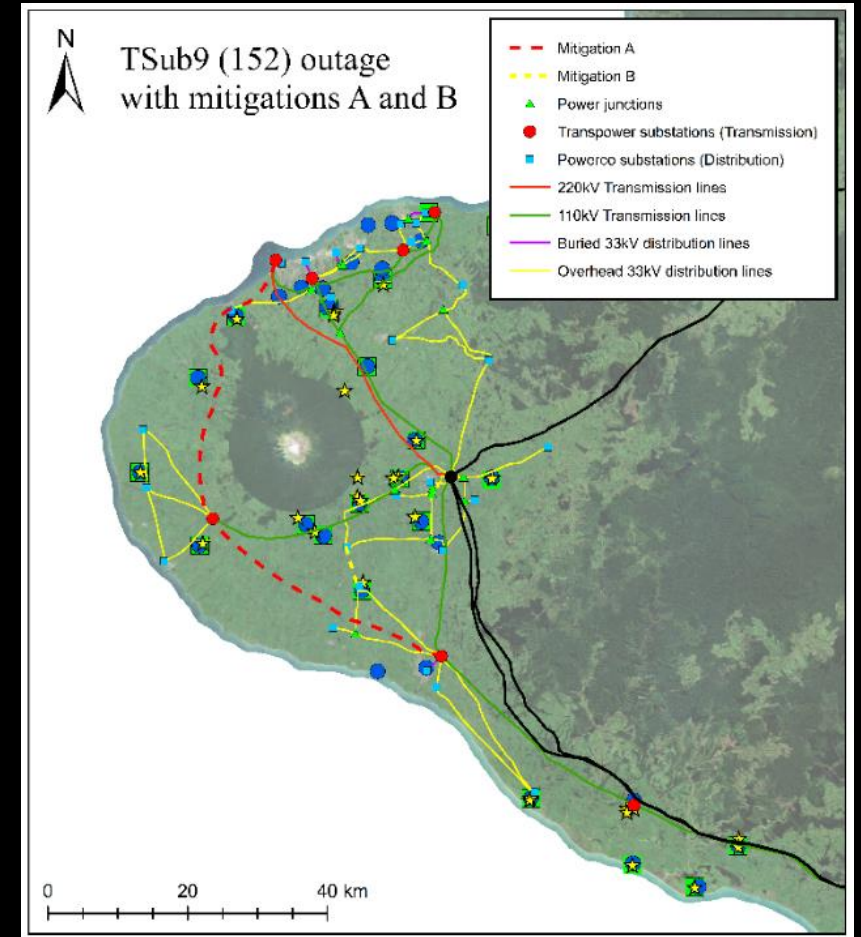 N
TSub9 (152) outage
with mitigations A and B
Mitigation A
Mitigation B
Power junctions
Transpower substations (Transmission)
Powerco substations (Distribution)
220kV Transmission lines
110kV Transmission lines
Buried 33kV distribution lines
Overhead 33kV distribution lines
0 20 40 km